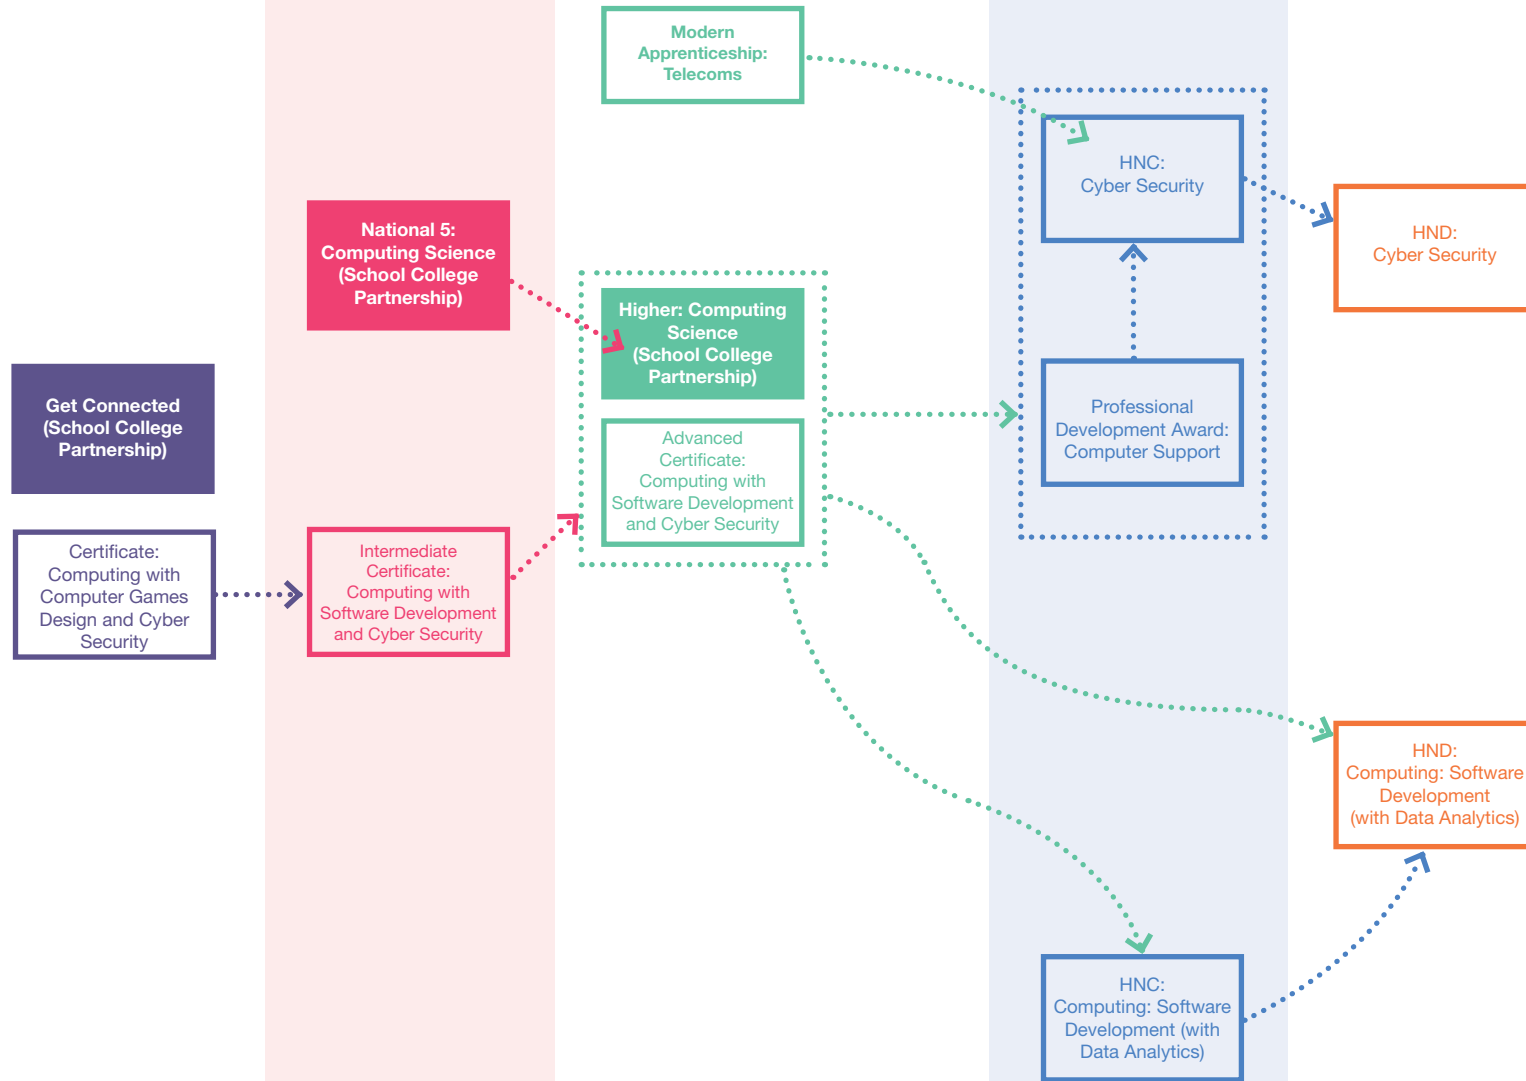 Get Connected
(School College
Partnership)
Certificate:
Computing with
Computer Games
Design and Cyber
Security
National 5:
Computing Science
(School College
Partnership)
Intermediate
Certificate:
Computing with
Software Development
and Cyber Security
Modern
Apprenticeship:
Telecoms
Higher: Computing
Science
(School College
Partnership)
Advanced
Certificate:
Computing with
Software Development
and Cyber Security
HNC:
Cyber Security
Professional
Development Award:
Computer Support
HNC:
Computing: Software
Development (with
Data Analytics)
HND:
Cyber Security
HND:
Computing: Software
Development
(with Data Analytics)